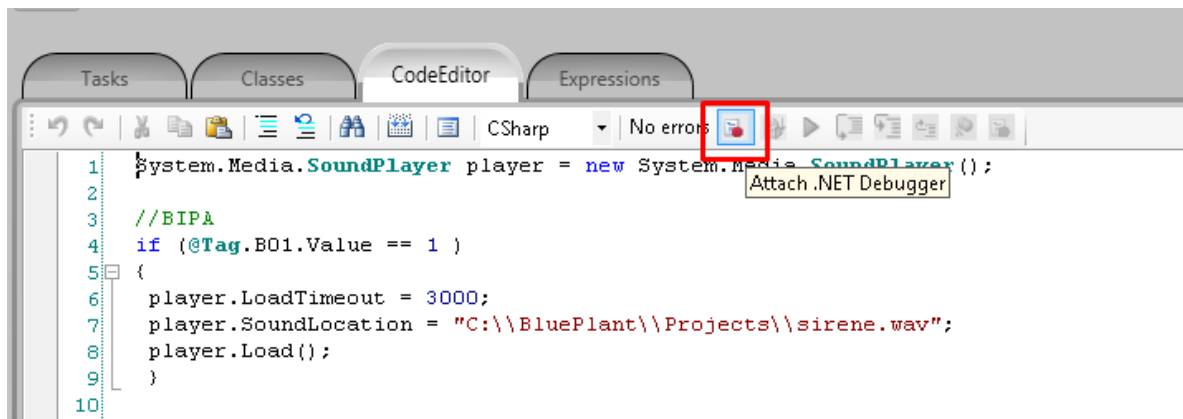 Tasks Classes CodeEditor Expressions
CSharp No errors
1 System.Media.SoundPlayer player = new System.Media.SoundPlayer();
Attach .NET Debugger
2
3 //BIPA
4 if (@Tag.BO1.Value == 1 )
5 {
6 player.LoadTimeout = 3000;
7 player.SoundLocation = "C:\\BluePlant\\Projects\\sirene.wav";
8 player.Load();
9 }
10